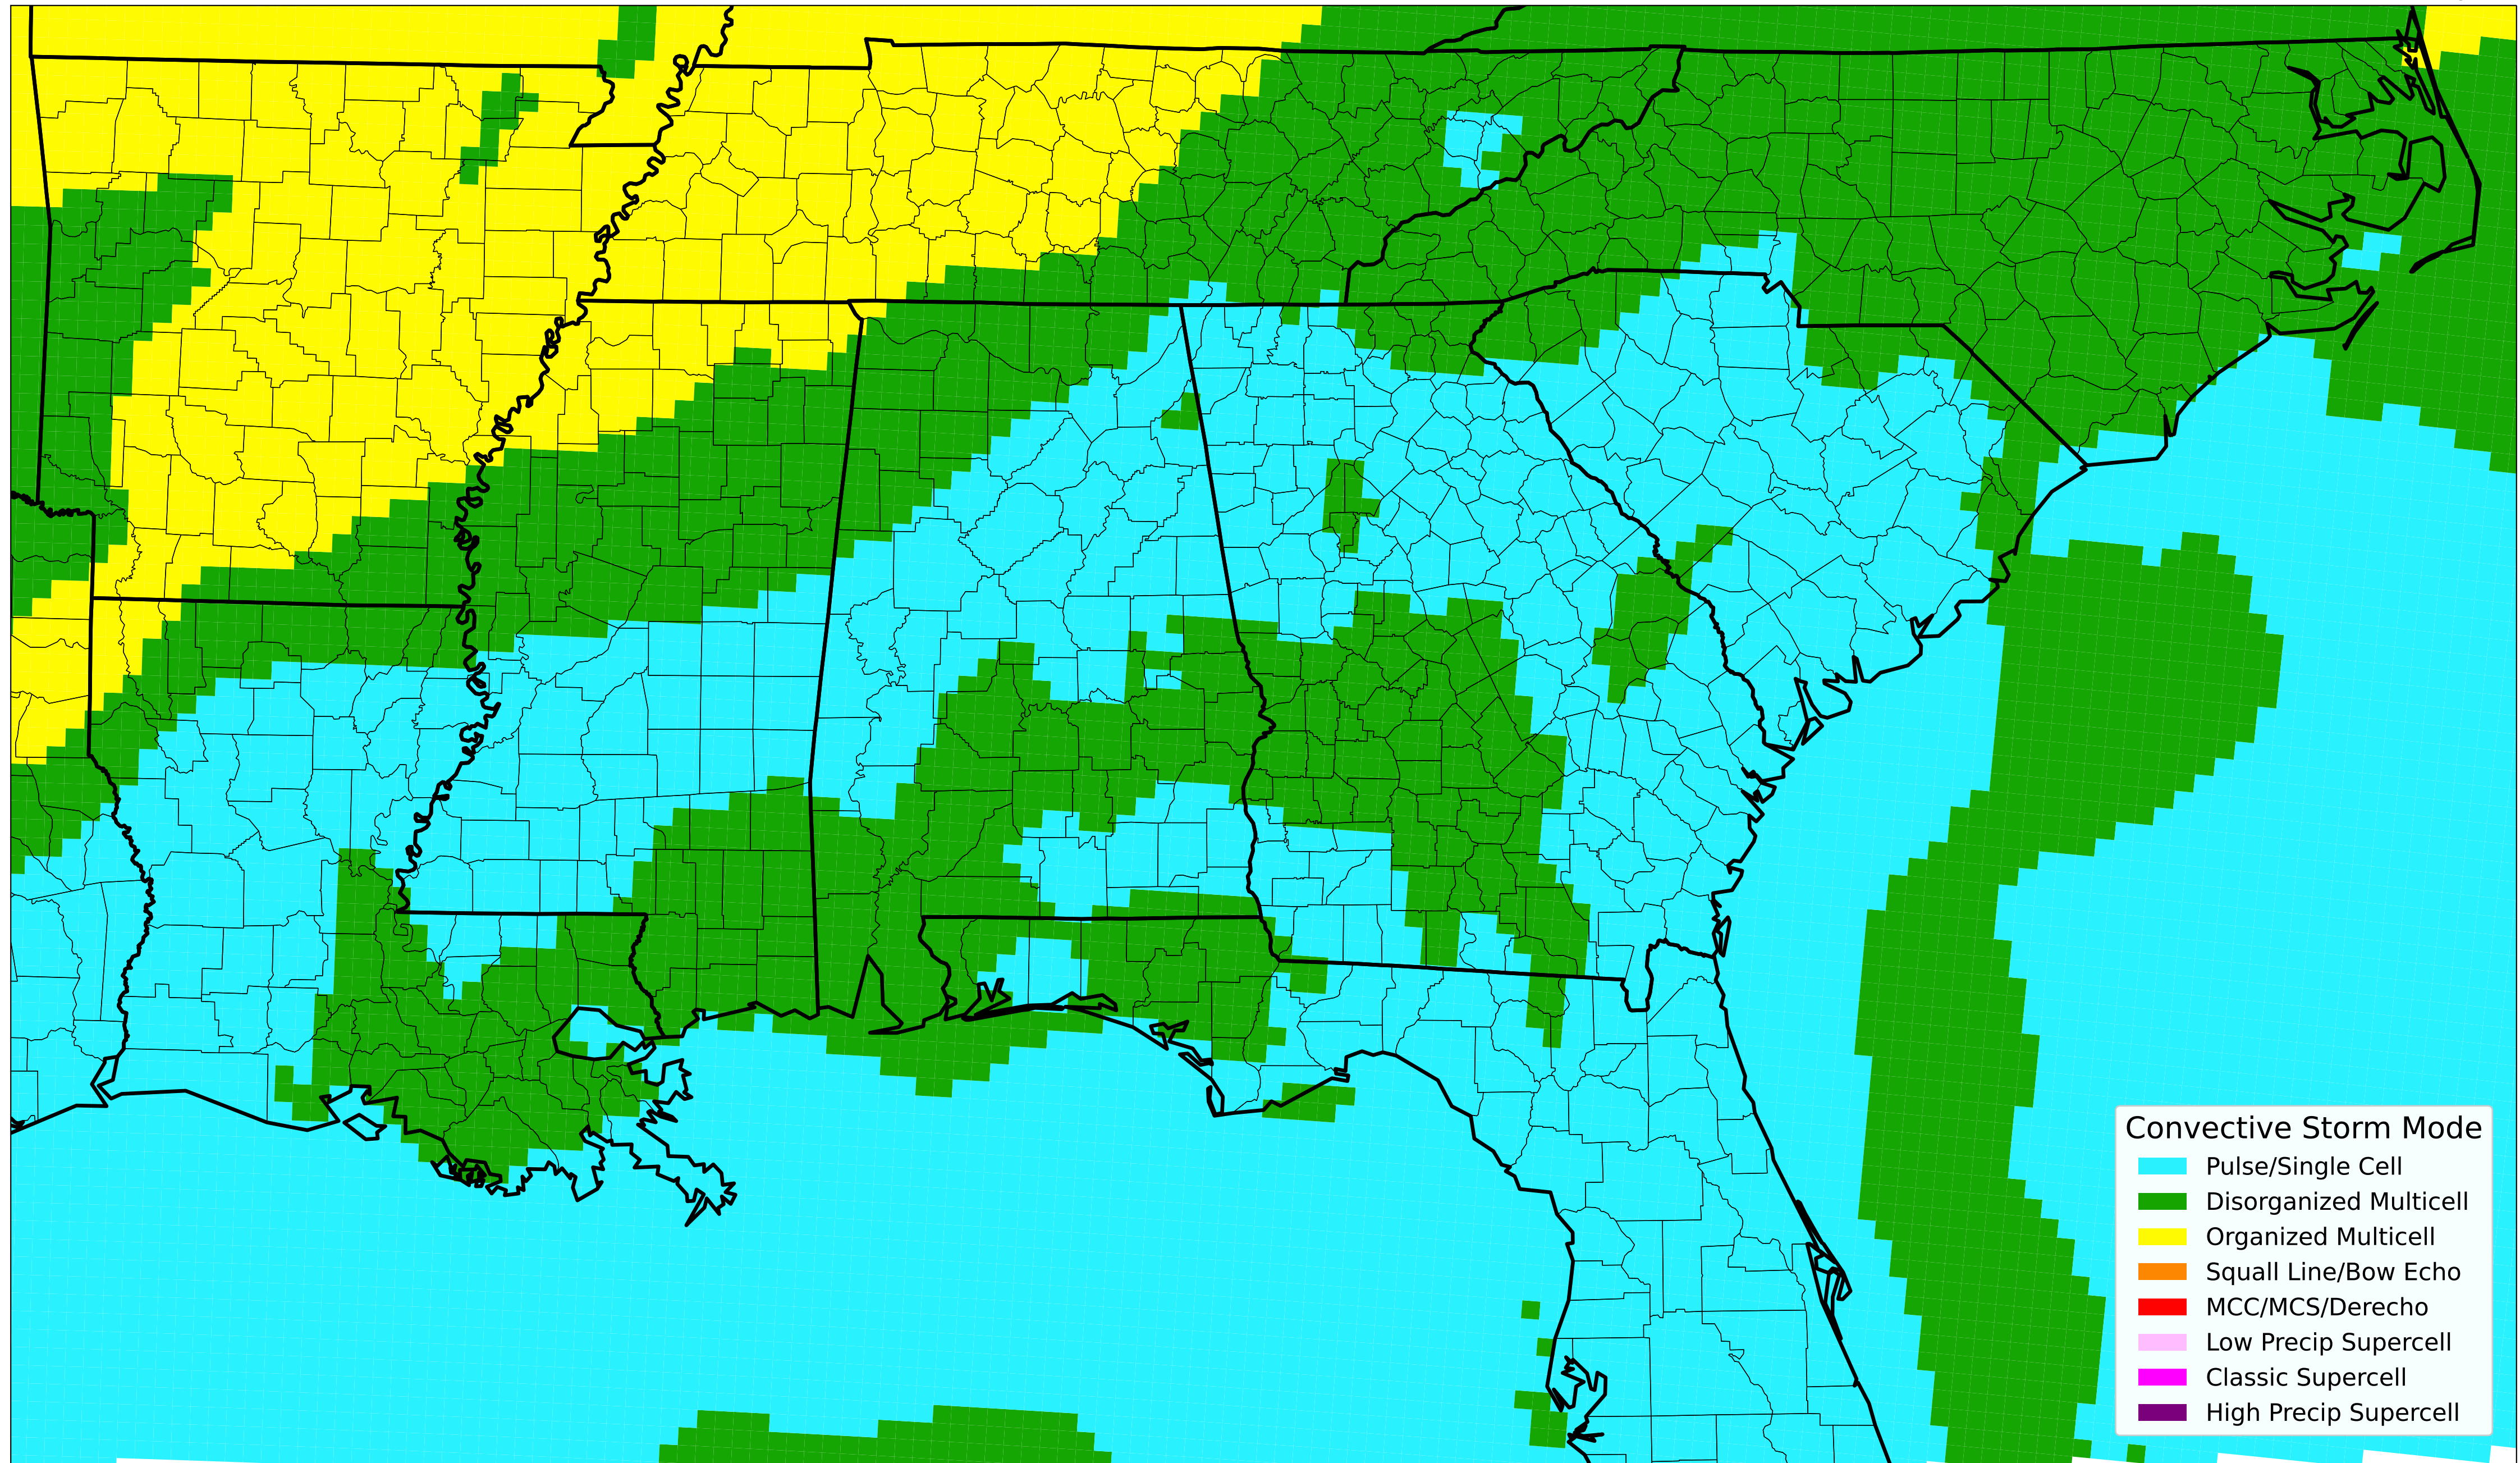 Convective Storm Mode
Pulse/Single Cell
Disorganized Multicell
Organized Multicell
Squall Line/Bow Echo
MCC/MCS/Derecho
Low Precip Supercell
Classic Supercell
High Precip Supercell